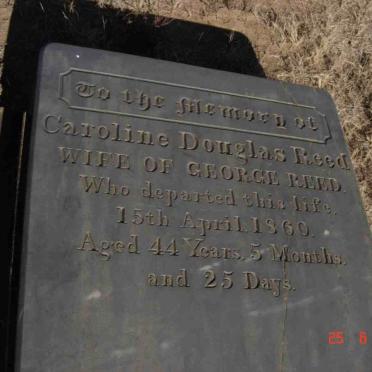 To the Memory of
Caroline Douglas Reed
WIFE OF GEORGE REED.
Who departed this life,
15th April, 1860.
Aged 44 Years, 5 Months,
and 25 Days.
25 6